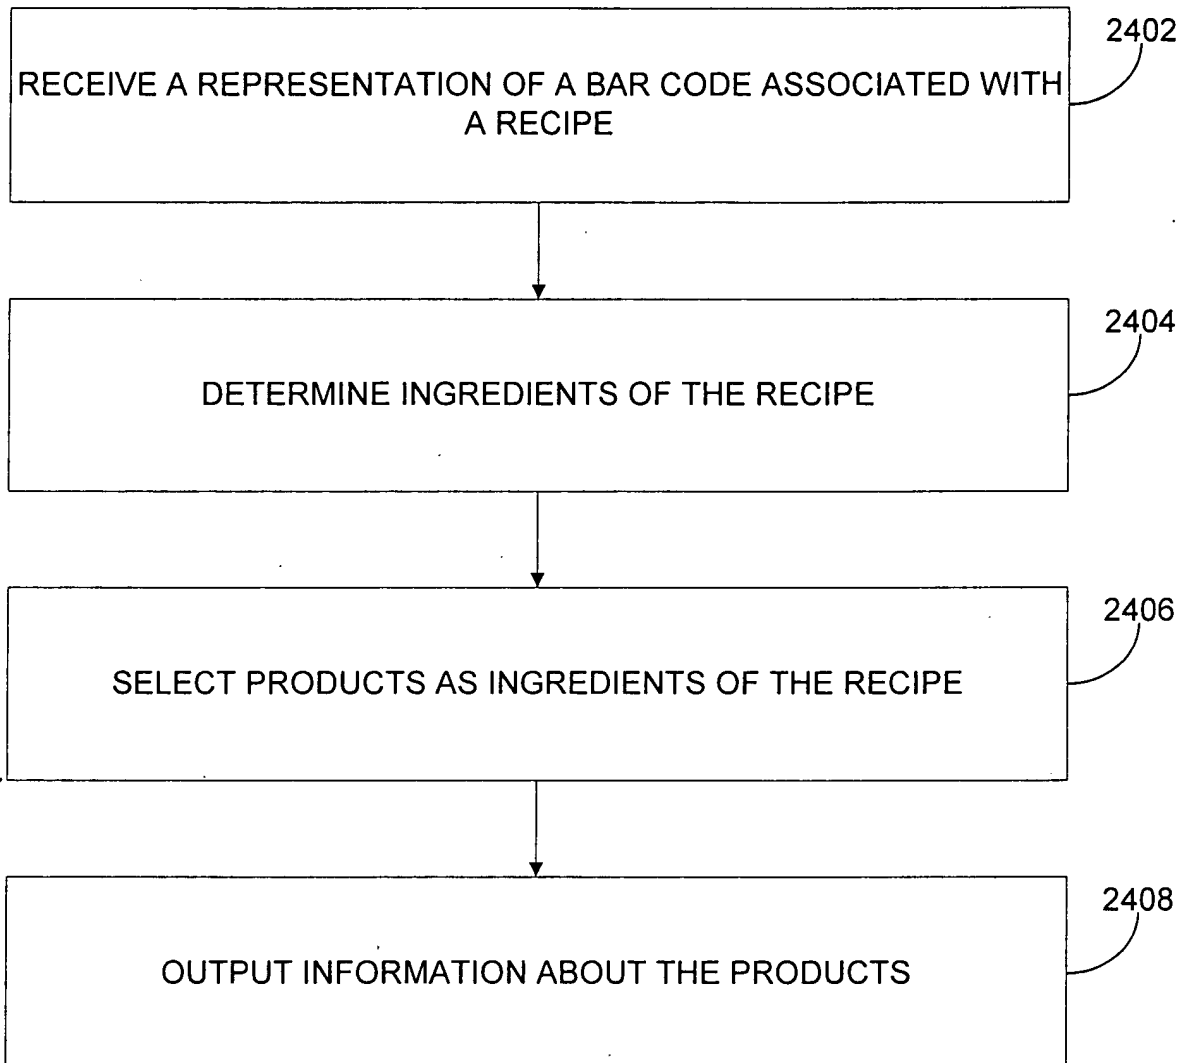 2402
RECEIVE A REPRESENTATION OF A BAR CODE ASSOCIATED WITH
A RECIPE
2404
DETERMINE INGREDIENTS OF THE RECIPE
2406
SELECT PRODUCTS AS INGREDIENTS OF THE RECIPE
2408
OUTPUT INFORMATION ABOUT THE PRODUCTS